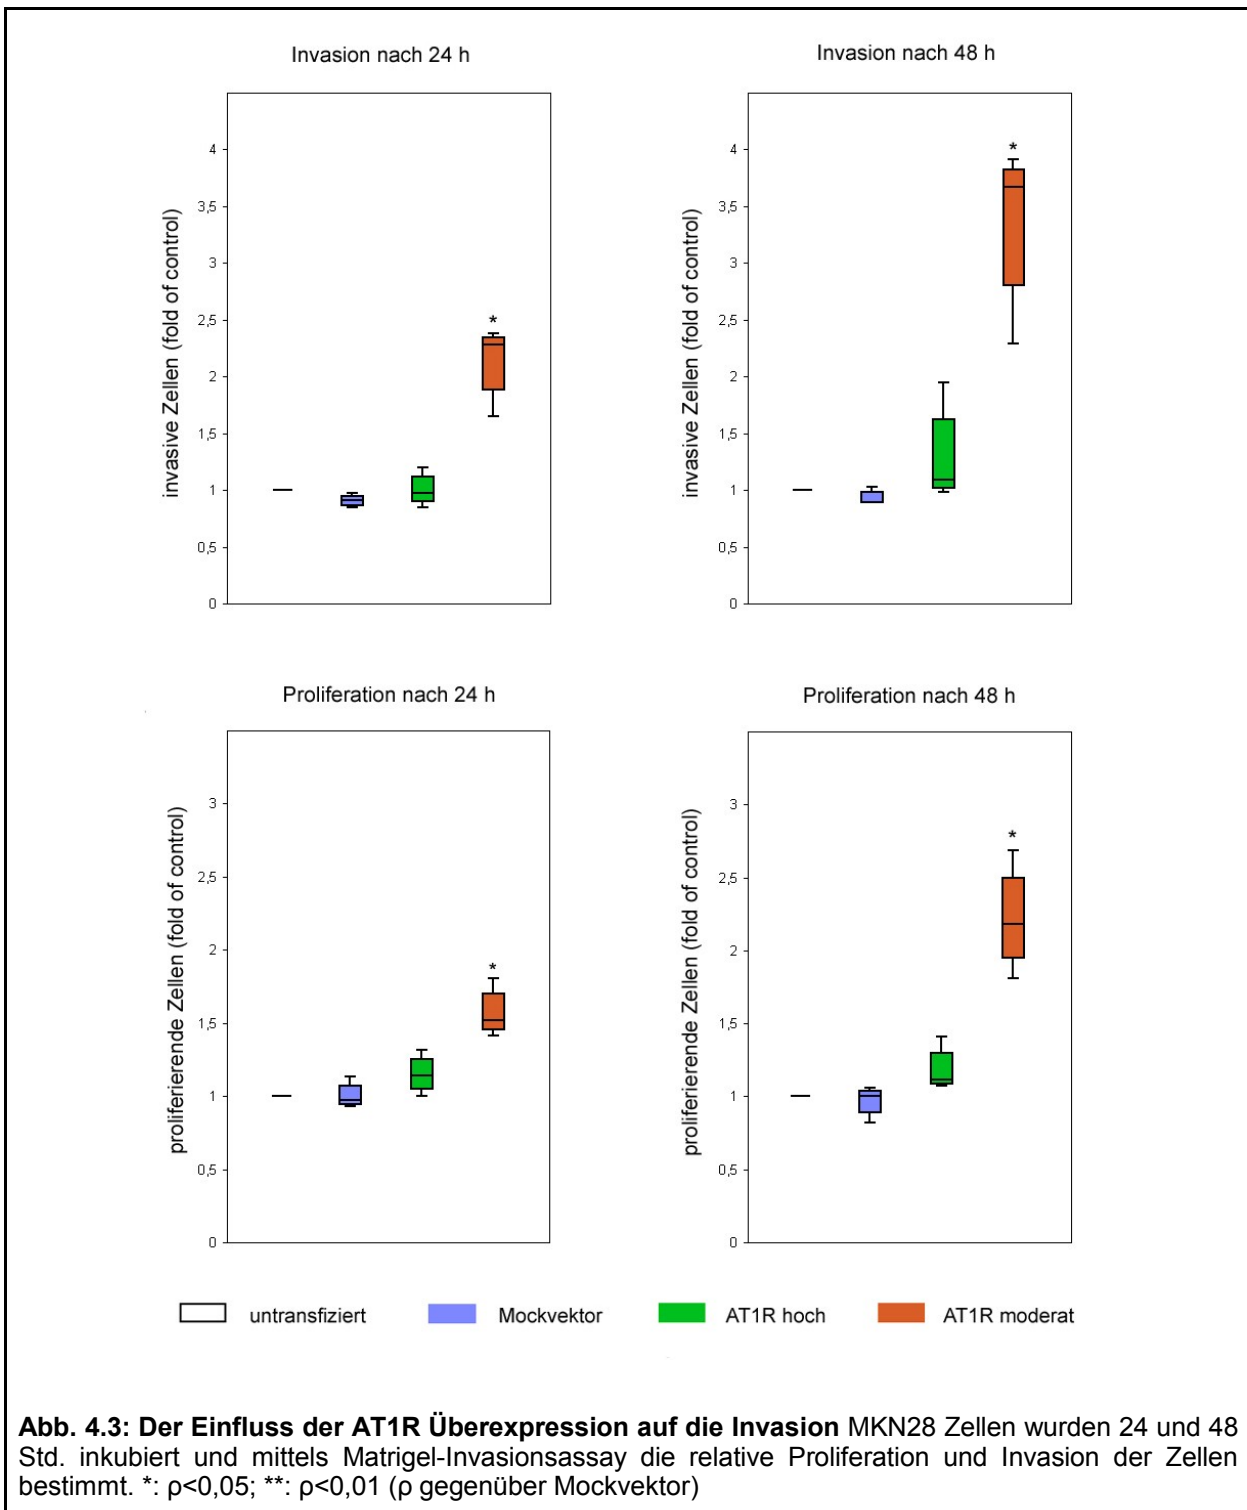 Invasion nach 24 h
Invasion nach 48 h
invasive Zellen (fold of control)
4
3,5
3
2,5
2
1,5
1
0,5
0
*
invasive Zellen (fold of control)
4
3,5
3
2,5
2
1,5
1
0,5
0
*
Proliferation nach 24 h
Proliferation nach 48 h
proliferierende Zellen (fold of control)
3
2,5
2
1,5
1
0,5
0
*
proliferierende Zellen (fold of control)
3
2,5
2
1,5
1
0,5
0
*
untransfiziert
Mockvektor
AT1R hoch
AT1R moderat
Abb. 4.3: Der Einfluss der AT1R Überexpression auf die Invasion MKN28 Zellen wurden 24 und 48
Std. inkubiert und mittels Matrigel-Invasionsassay die relative Proliferation und Invasion der Zellen
bestimmt. *: ρ<0,05; **: ρ<0,01 (ρ gegenüber Mockvektor)